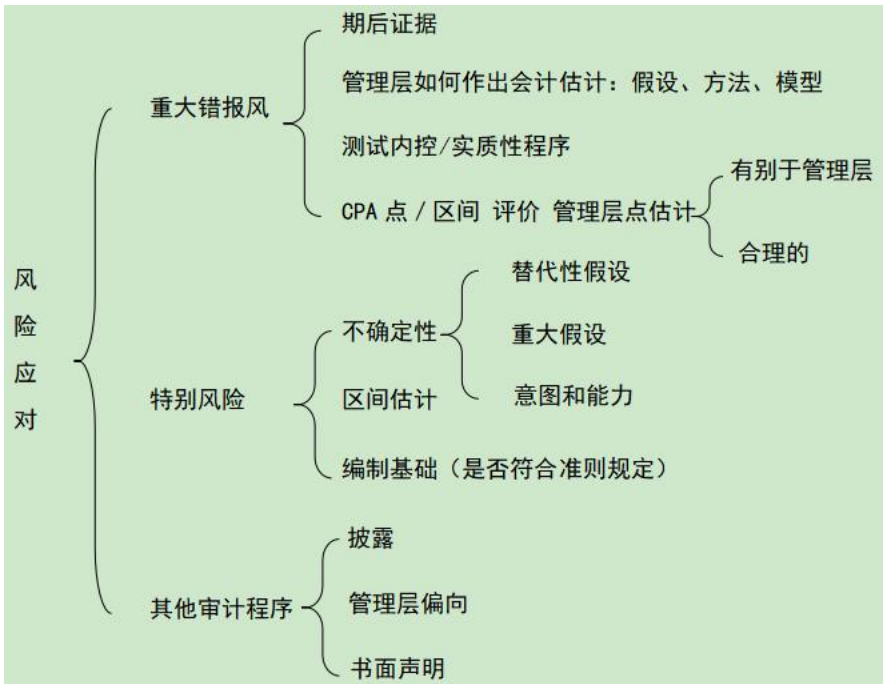 风险应对
重大错报风
期后证据
管理层如何作出会计估计：假设、方法、模型
测试内控/实质性程序
CPA 点 / 区间 评价 管理层点估计
有别于管理层
合理的
特别风险
不确定性
替代性假设
重大假设
意图和能力
区间估计
编制基础（是否符合准则规定）
其他审计程序
披露
管理层偏向
书面声明